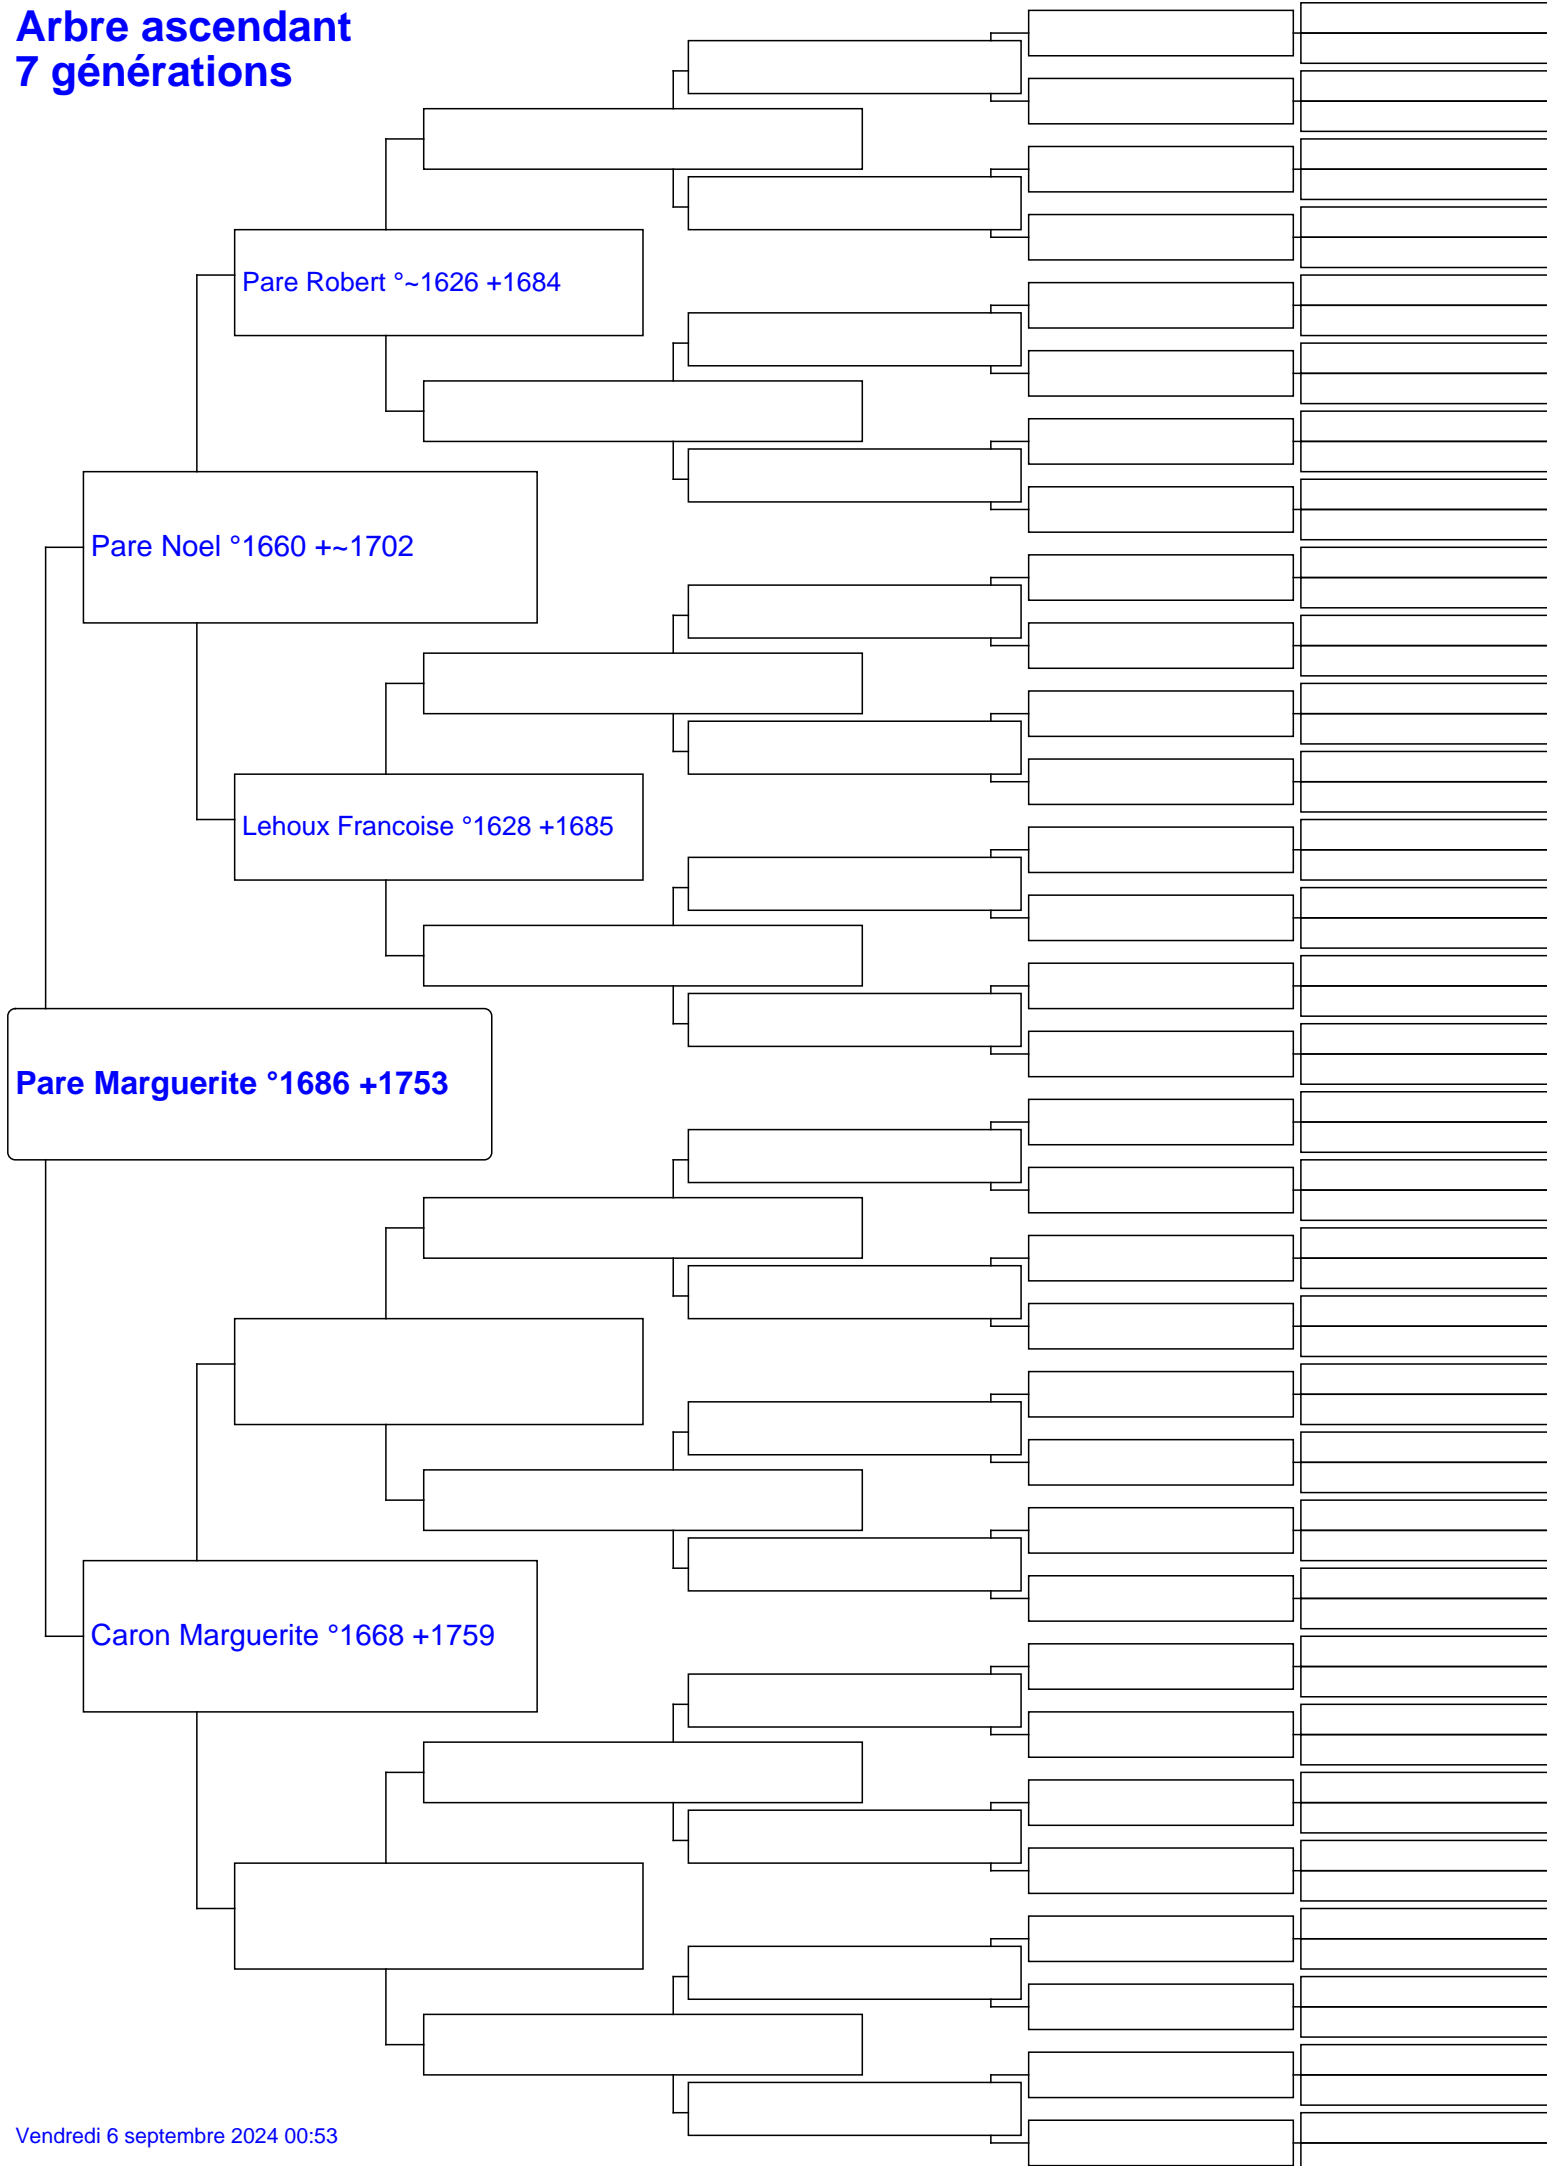 Arbre ascendant
7 générations
Pare Robert °~1626 +1684
Pare Noel °1660 +~1702
Lehoux Francoise °1628 +1685
Pare Marguerite °1686 +1753
Caron Marguerite °1668 +1759
Vendredi 6 septembre 2024 00:53